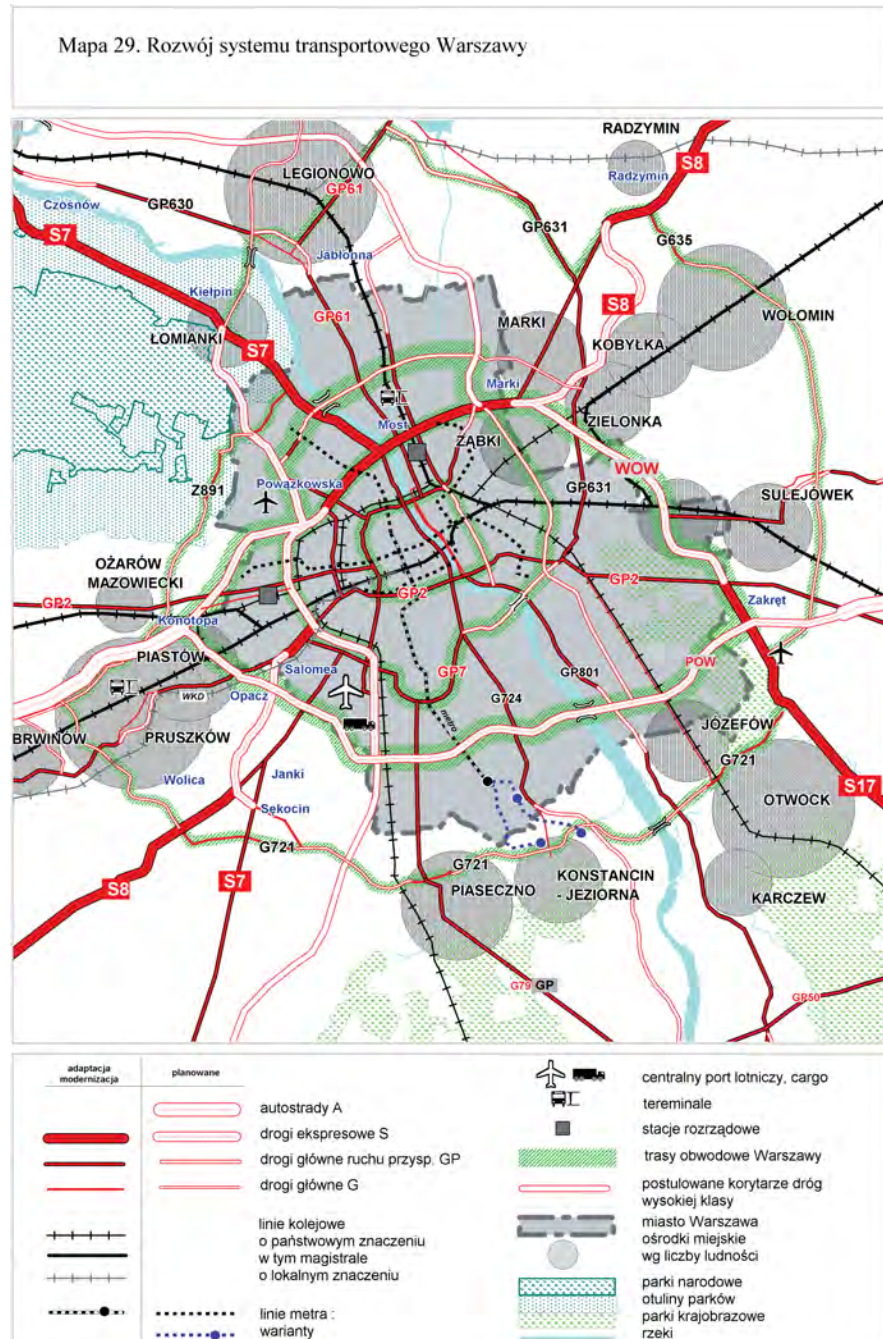 Mapa 29. Rozwój systemu transportowego Warszawy
RADZYMIN
S8
Radzymin
LEGIONOWO
GP61
GP630
Czosnów
S7
GP631
G635
Jabłonna
Kiełpin
S8
GP61
WOŁOMIN
MARKI
ŁOMIANKI
S7
KOBYŁKA
Marki
ZIELONKA
Most
ZĄBKI
WOW
Powązkowska
GP631
SULEJÓWEK
Z891
OŻARÓW
MAZOWIECKI
GP2
GP2
GP2
Zakręt
Konotopa
PIASTÓW
Salomea
GP7
GP801
POW
WKD
Opacz
G724
metro
BRWINÓW
PRUSZKÓW
JÓZEFÓW
Wolica
Janki
G721
OTWOCK
S17
Sękocin
G721
S8
S7
G721
KONSTANCIN
- JEZIORNA
PIASECZNO
KARCZEW
G79 GP
GP50
adaptacja
modernizacja
planowane
autostrady A
drogi ekspresowe S
drogi główne ruchu przysp. GP
drogi główne G
linie kolejowe
o państwowym znaczeniu
w tym magistrale
o lokalnym znaczeniu
linie metra :
warianty
centralny port lotniczy, cargo
tereminale
stacje rozrządowe
trasy obwodowe Warszawy
postulowane korytarze dróg
wysokiej klasy
miasto Warszawa
ośrodki miejskie
wg liczby ludności
parki narodowe
otuliny parków
parki krajobrazowe
rzeki